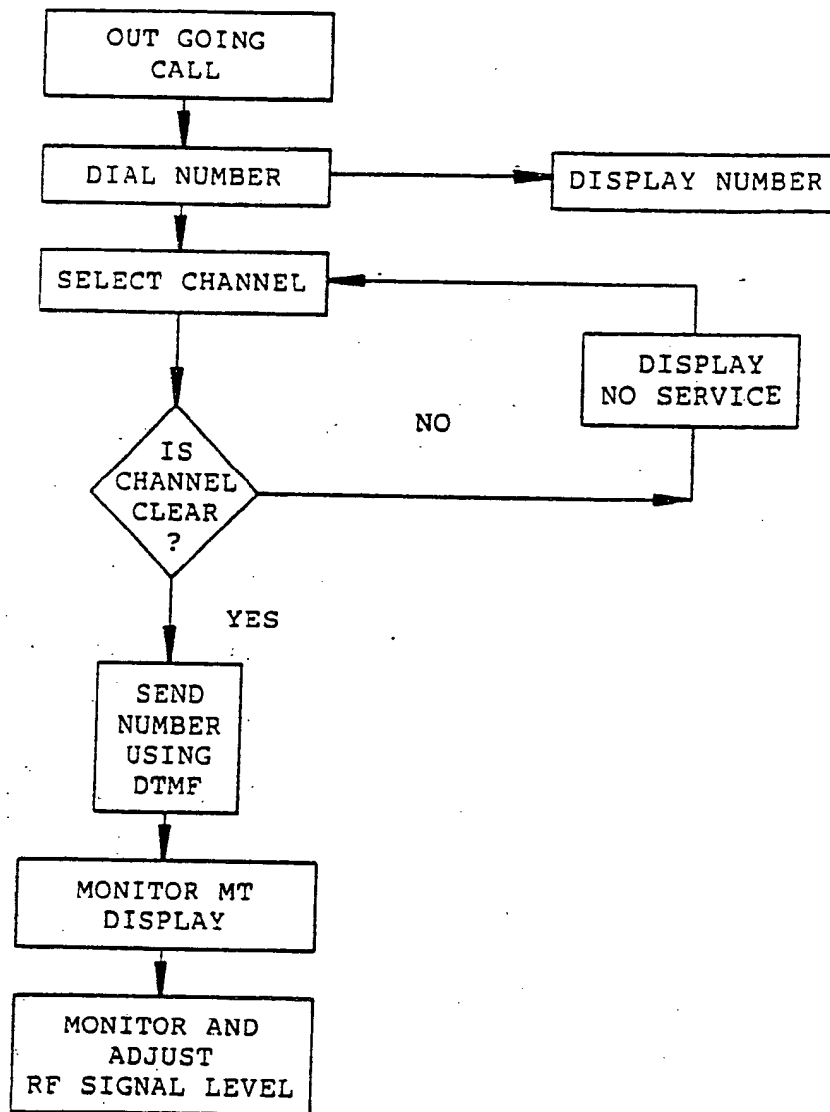 OUT GOING
CALL
DIAL NUMBER
DISPLAY NUMBER
SELECT CHANNEL
DISPLAY
NO SERVICE
NO
IS
CHANNEL
CLEAR
?
YES
SEND
NUMBER
USING
DTMF
MONITOR MT
DISPLAY
MONITOR AND
ADJUST
RF SIGNAL LEVEL